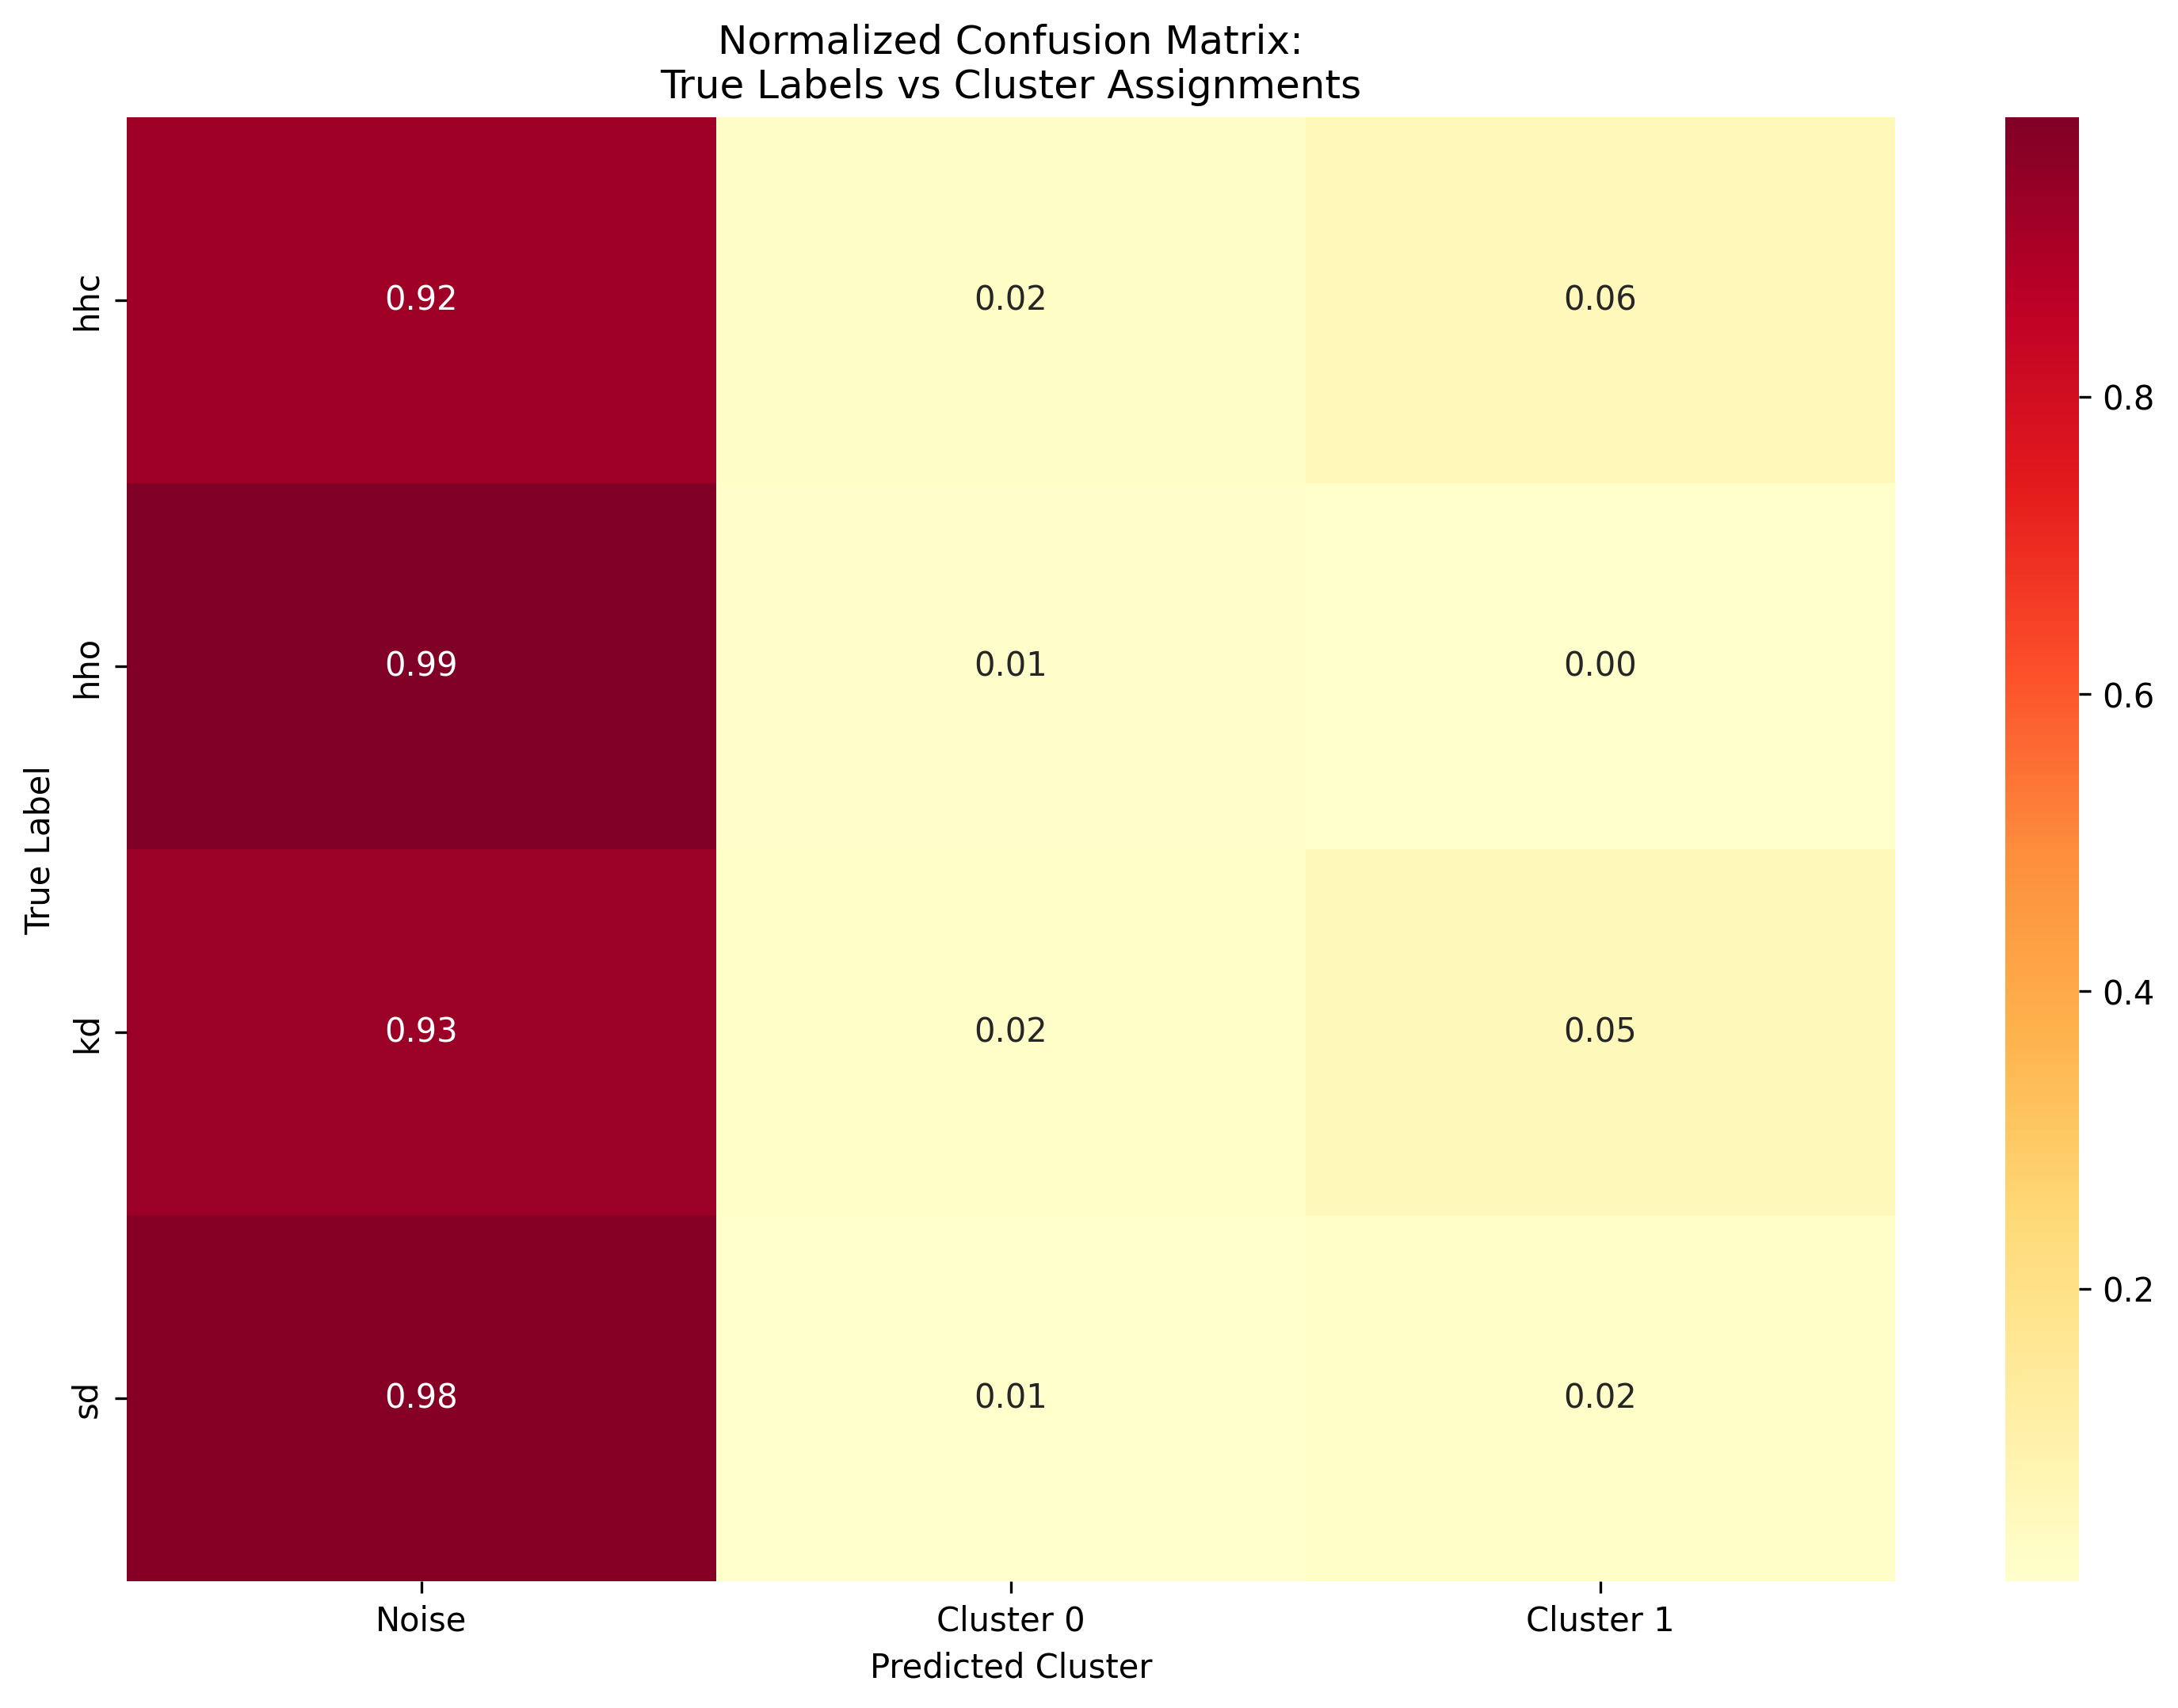 Normalized Confusion Matrix:
True Labels vs Cluster Assignments
True Label
hhc
0.92
0.02
0.06
hho
0.99
0.01
0.00
kd
0.93
0.02
0.05
sd
0.98
0.01
0.02
Noise
Cluster 0
Cluster 1
Predicted Cluster
0.8
0.6
0.4
0.2